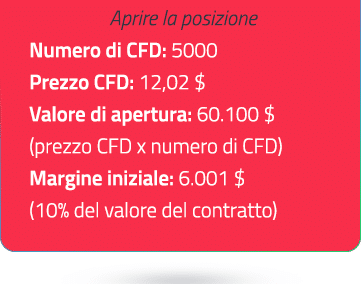 Aprire la posizione
Numero di CFD: 5000
Prezzo CFD: 12,02 $
Valore di apertura: 60.100 $
(prezzo CFD x numero di CFD)
Margine iniziale: 6.001 $
(10% del valore del contratto)